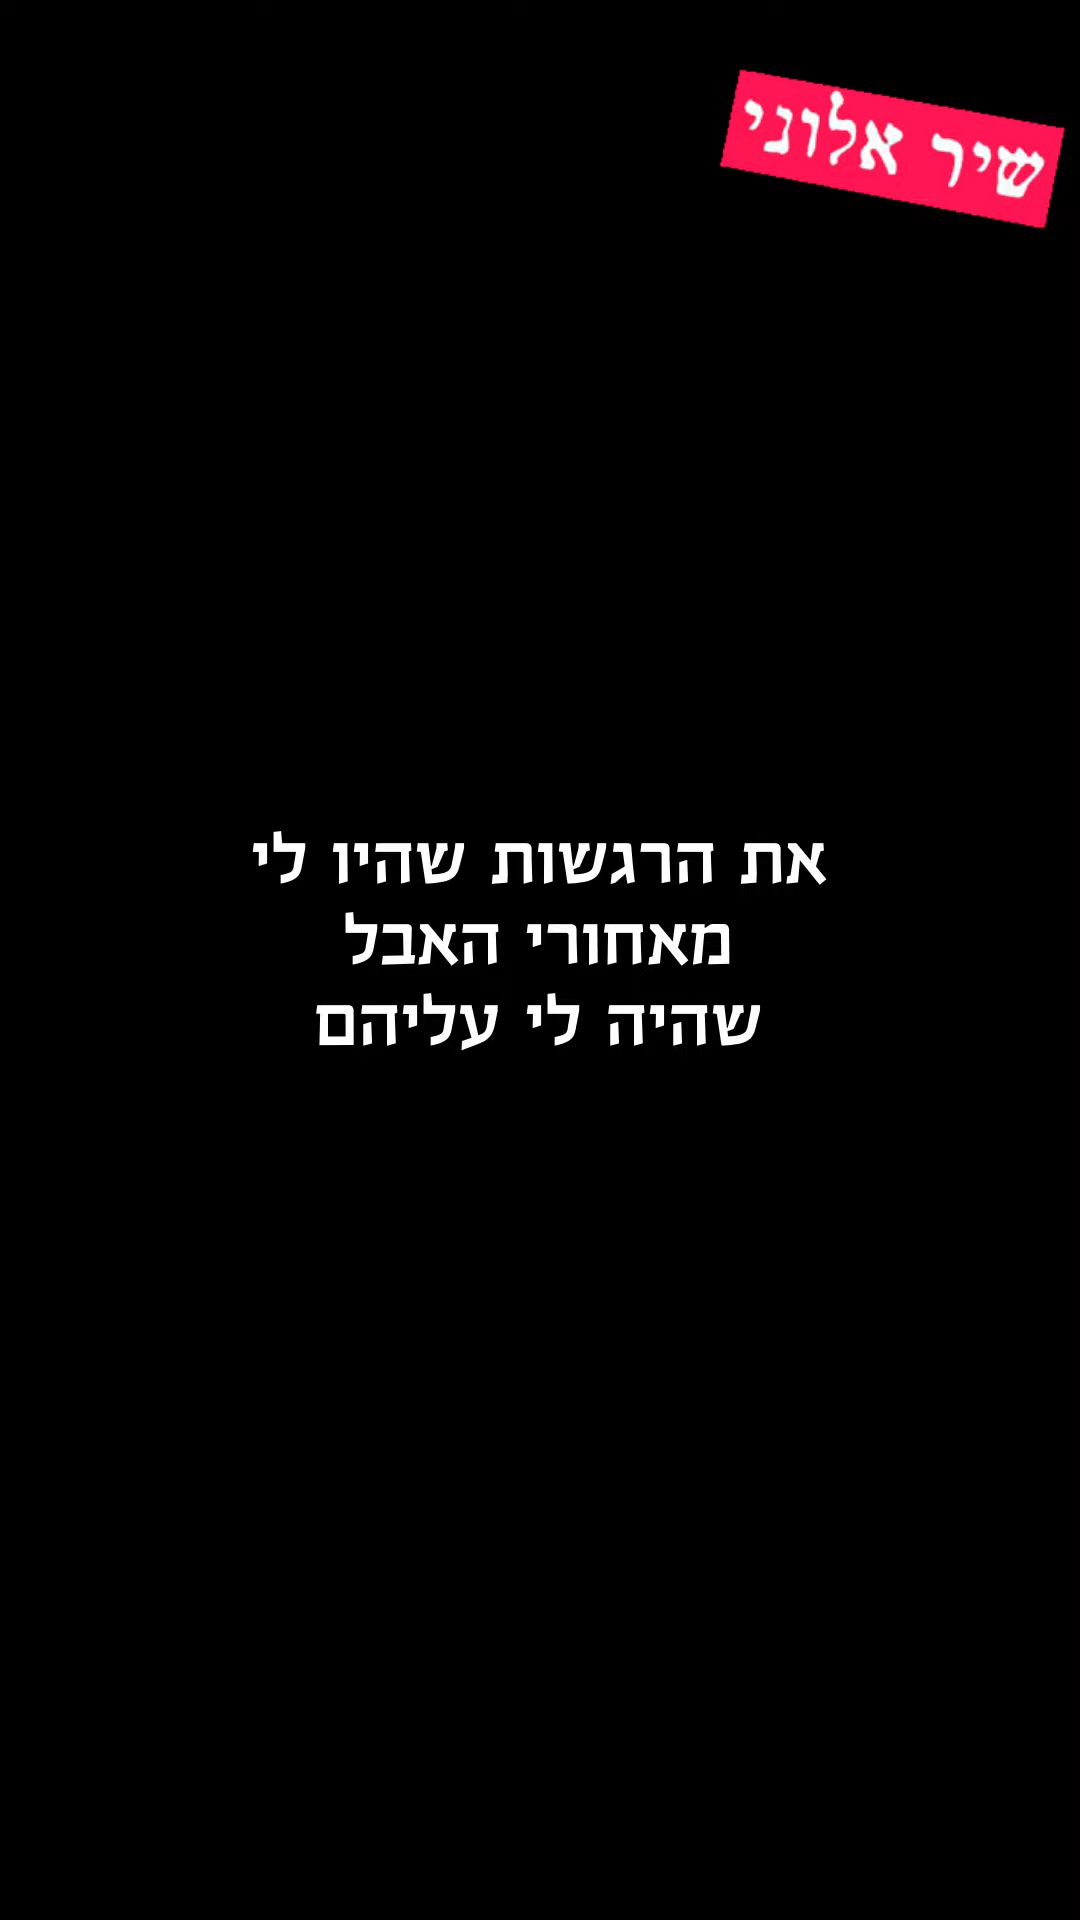 שיר אלוני
את הרגשות שהיו לי
מאחורי האבל
שהיה לי עליהם